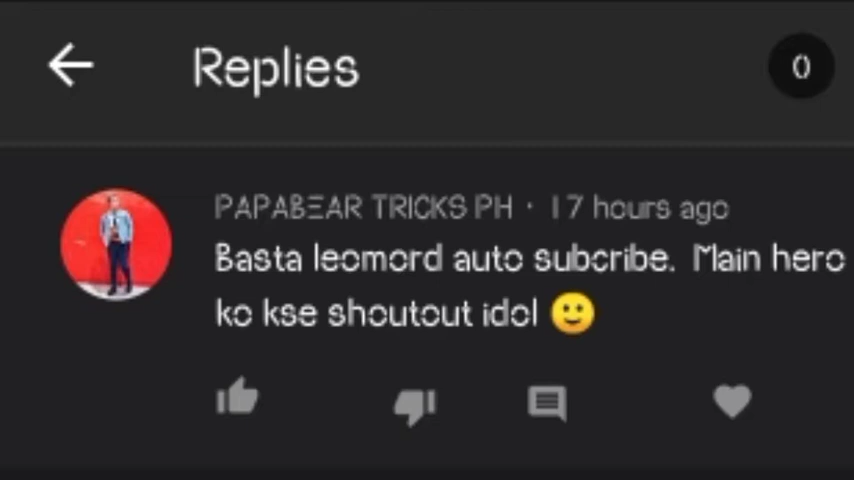 Replies
0
PAPABEAR TRICKS PH · 17 hours ago
Basta leomord auto subcribe. Main hero
ko kse shoutout idol 🙂